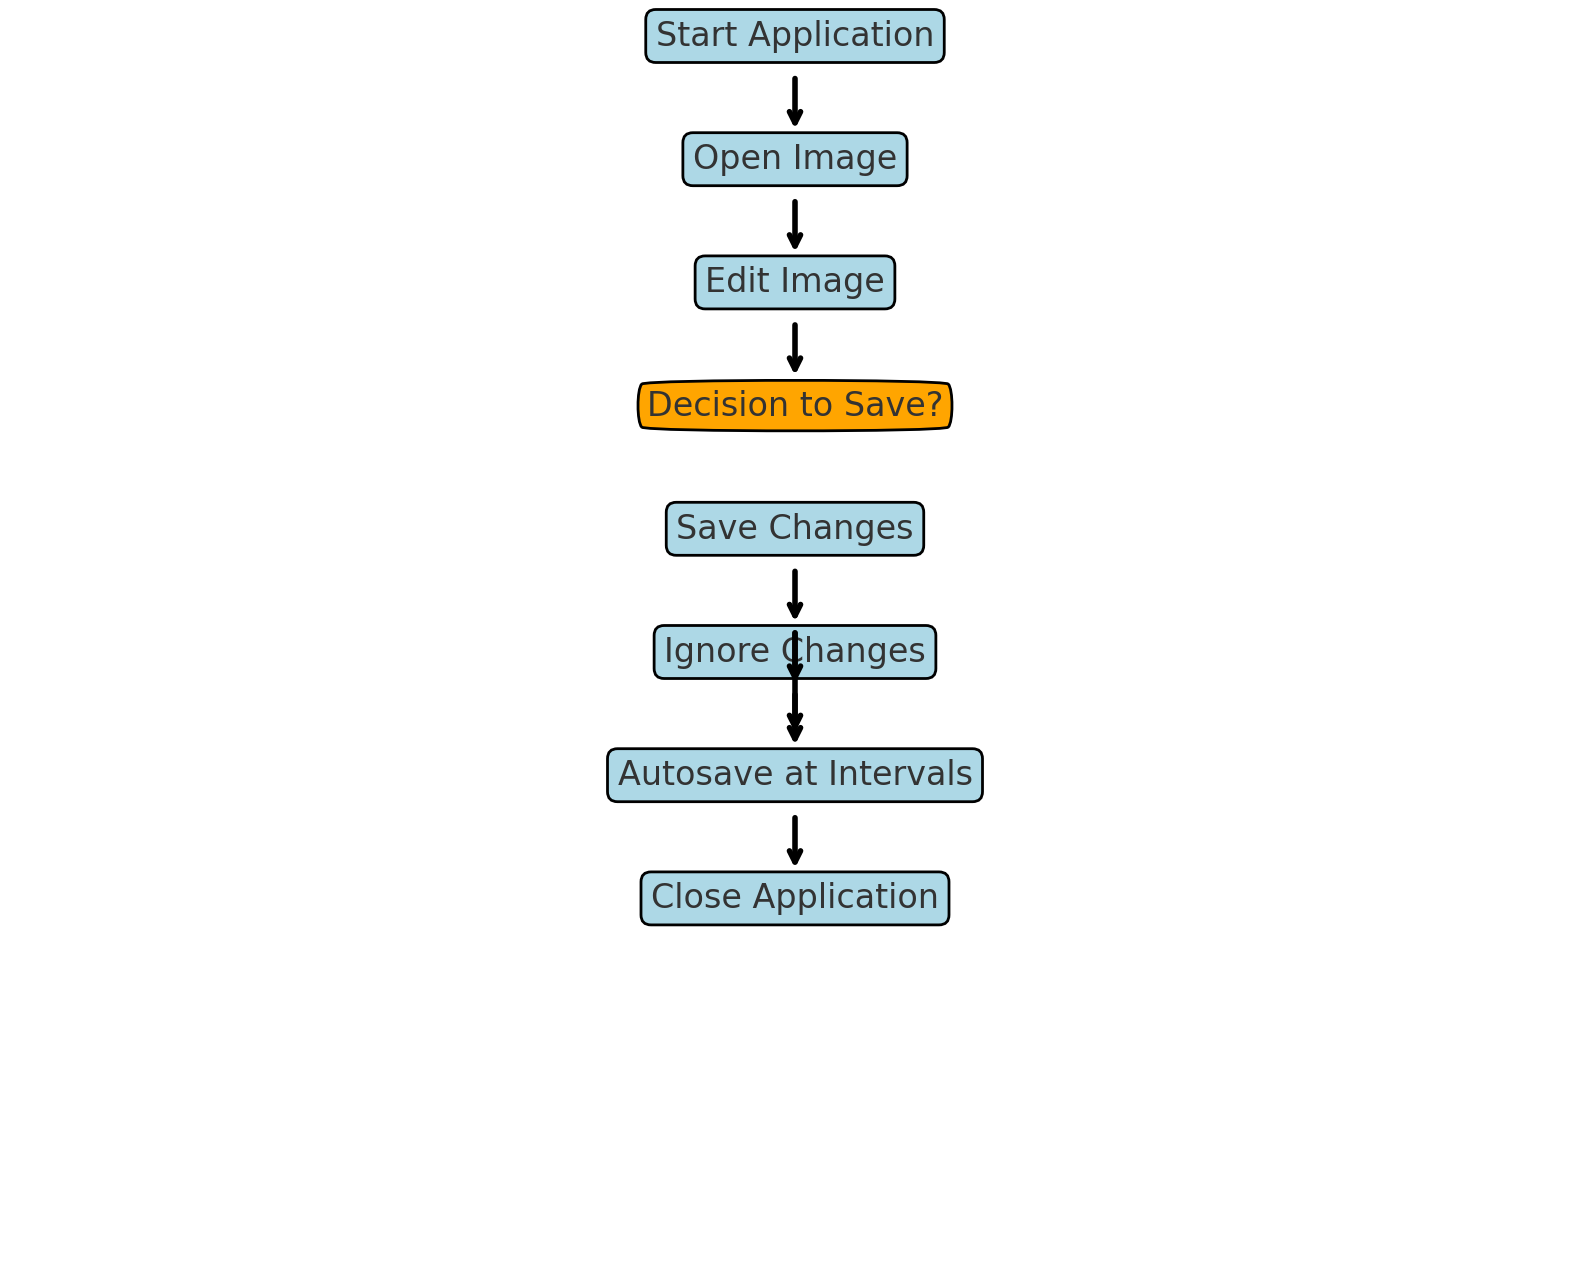 Start Application
Open Image
Edit Image
Decision to Save?
Save Changes
Ignore Changes
Autosave at Intervals
Close Application